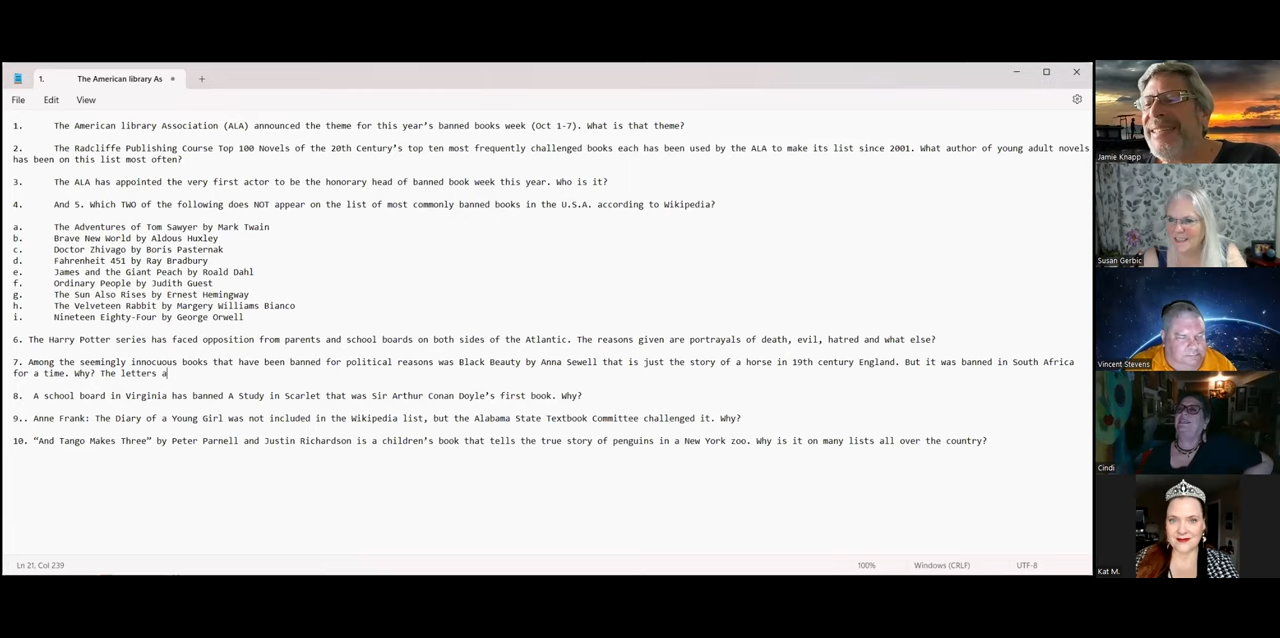 1. The American library As
File Edit View
1. The American library Association (ALA) announced the theme for this year’s banned books week (Oct 1-7). What is that theme?
2. The Radcliffe Publishing Course Top 100 Novels of the 20th Century’s top ten most frequently challenged books each has been used by the ALA to make its list since 2001. What author of young adult novels
has been on this list most often?
3. The ALA has appointed the very first actor to be the honorary head of banned book week this year. Who is it?
4. And 5. Which TWO of the following does NOT appear on the list of most commonly banned books in the U.S.A. according to Wikipedia?
a. The Adventures of Tom Sawyer by Mark Twain
b. Brave New World by Aldous Huxley
c. Doctor Zhivago by Boris Pasternak
d. Fahrenheit 451 by Ray Bradbury
e. James and the Giant Peach by Roald Dahl
f. Ordinary People by Judith Guest
g. The Sun Also Rises by Ernest Hemingway
h. The Velveteen Rabbit by Margery Williams Bianco
i. Nineteen Eighty-Four by George Orwell
6. The Harry Potter series has faced opposition from parents and school boards on both sides of the Atlantic. The reasons given are portrayals of death, evil, hatred and what else?
7. Among the seemingly innocuous books that have been banned for political reasons was Black Beauty by Anna Sewell that is just the story of a horse in 19th century England. But it was banned in South Africa
for a time. Why? The letters a
8. A school board in Virginia has banned A Study in Scarlet that was Sir Arthur Conan Doyle’s first book. Why?
9.. Anne Frank: The Diary of a Young Girl was not included in the Wikipedia list, but the Alabama State Textbook Committee challenged it. Why?
10. “And Tango Makes Three” by Peter Parnell and Justin Richardson is a children’s book that tells the true story of penguins in a New York zoo. Why is it on many lists all over the country?
Ln 21, Col 239
100%
Windows (CRLF)
UTF-8
Jamie Knapp
Susan Gerbic
Vincent Stevens
Cindi
Kat M.